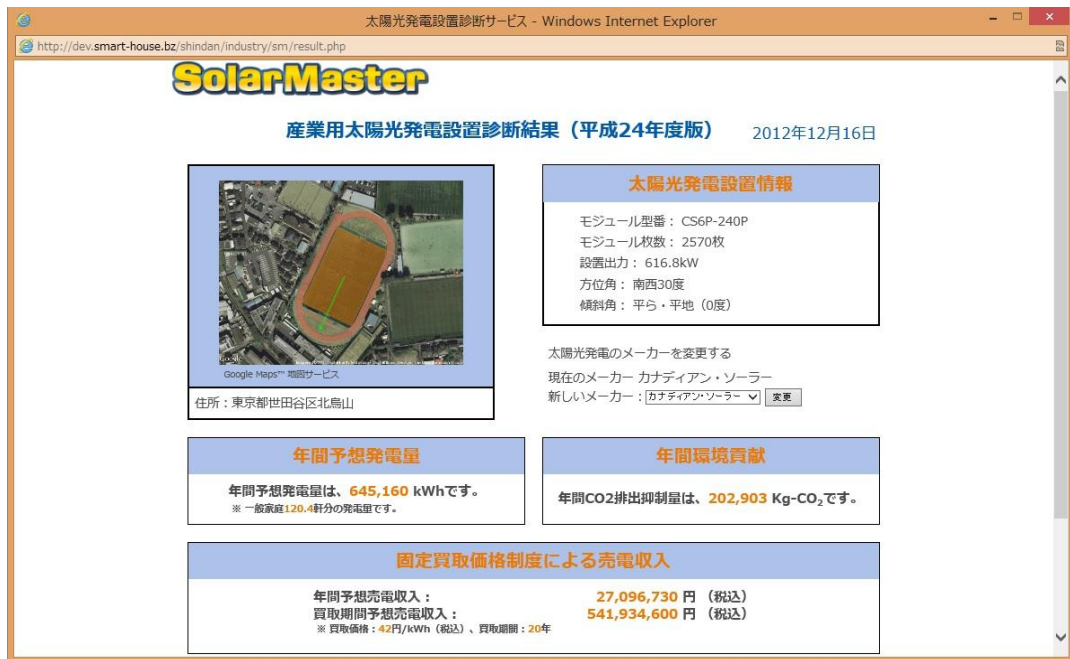 太陽光発電設置診断サービス - Windows Internet Explorer
http://dev.smart-house.bz/shindan/industry/sm/result.php
SolarMaster
産業用太陽光発電設置診断結果（平成24年度版）
2012年12月16日
Google
Google Maps™ 地図サービス
住所：東京都世田谷区北烏山
太陽光発電設置情報
モジュール型番： CS6P-240P
モジュール枚数： 2570枚
設置出力： 616.8kW
方位角： 南西30度
傾斜角： 平ら・平地（0度）
太陽光発電のメーカーを変更する
現在のメーカー カナディアン・ソーラー
新しいメーカー：カナディアン・ソーラー 変更
年間予想発電量
年間予想発電量は、645,160 kWhです。
※ 一般家庭120.4軒分の発電量です。
年間環境貢献
年間CO2排出抑制量は、202,903 Kg-CO₂です。
固定買取価格制度による売電収入
年間予想売電収入： 27,096,730 円 （税込）
買取期間予想売電収入： 541,934,600 円 （税込）
※ 買取価格：42円/kWh（税込）、買取期間：20年